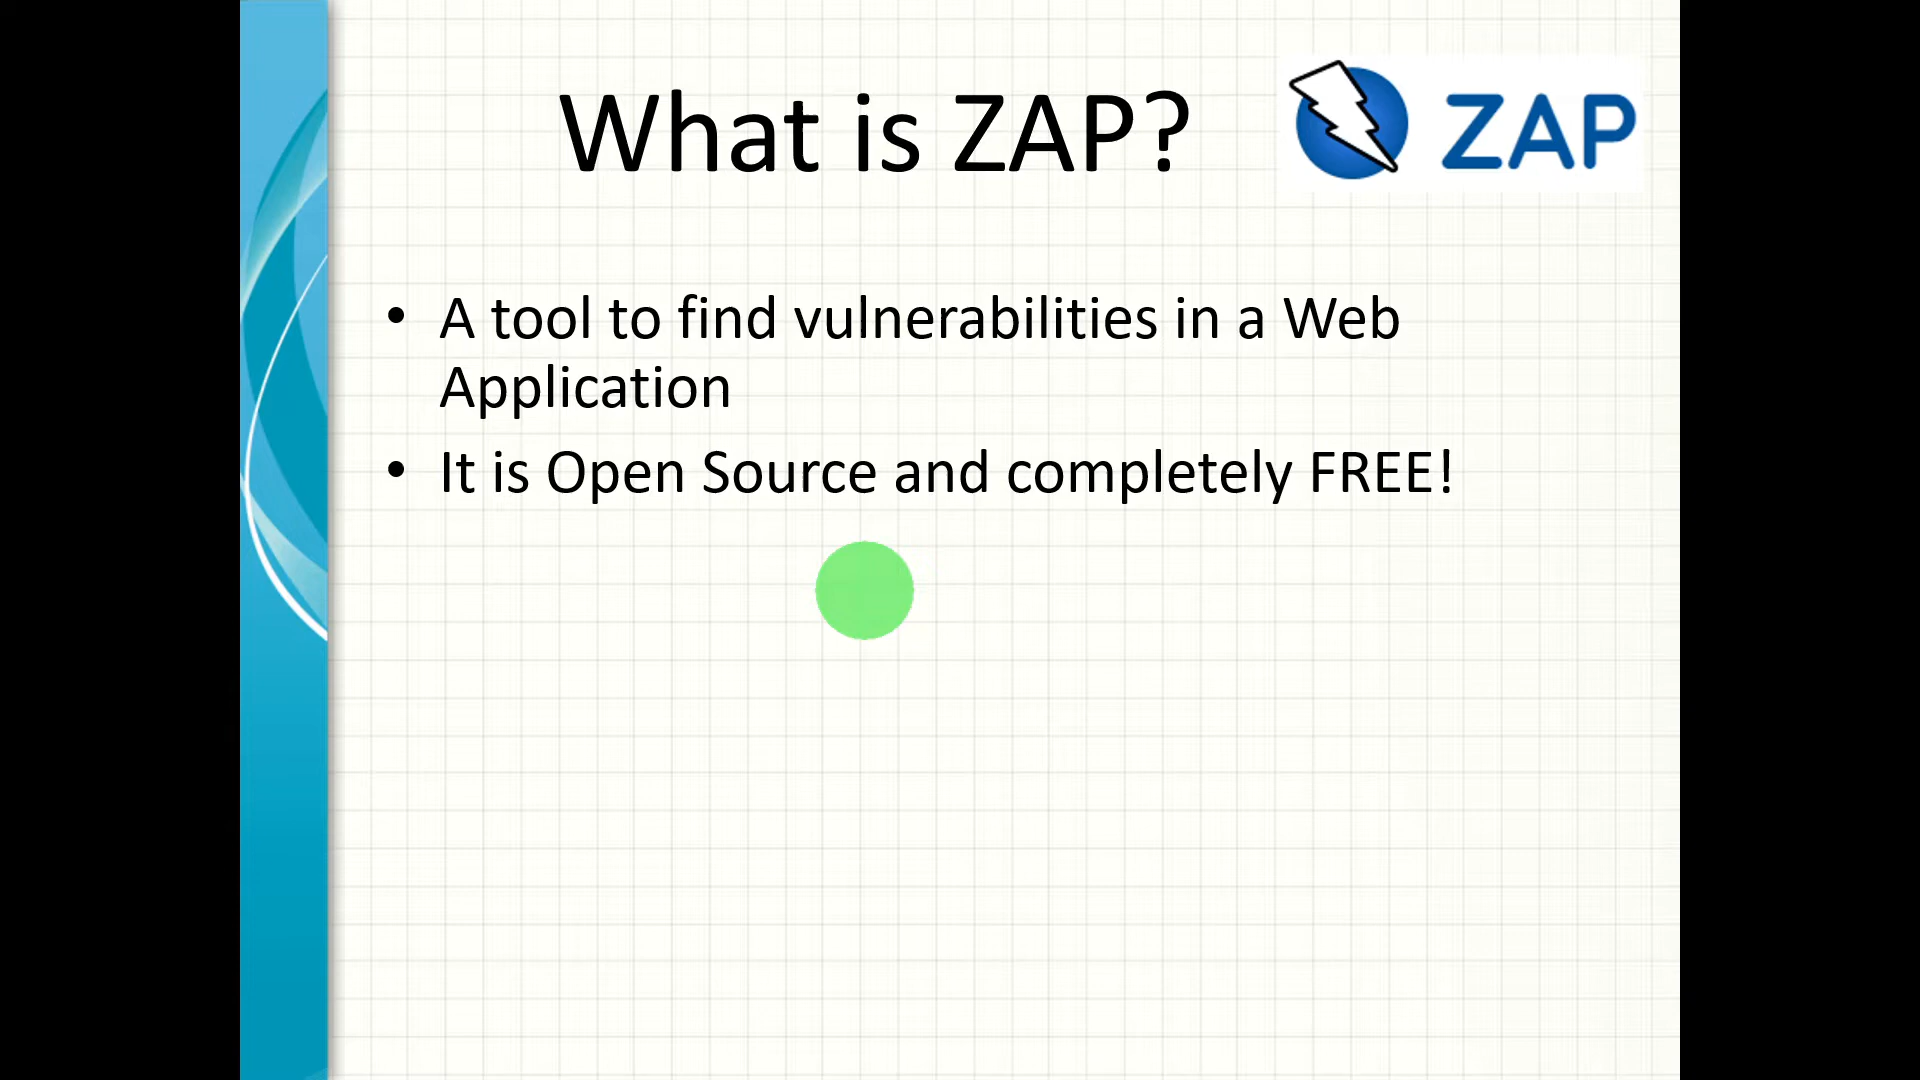 What is ZAP?
ZAP
• A tool to find vulnerabilities in a Web
Application
• It is Open Source and completely FREE!